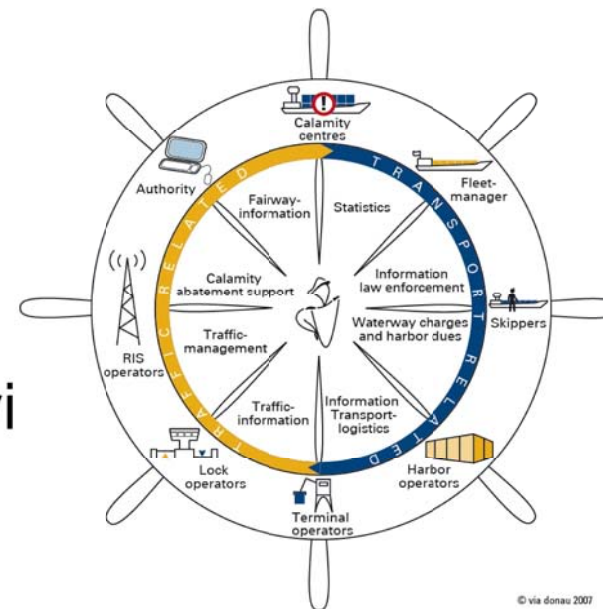 Calamity
centres
Authority
Fleet-
manager
TRAFFIC RELATED
TRANSPORT RELATED
Fairway-
information
Statistics
Calamity
abatement support
Information
law enforcement
Traffic-
management
Waterway charges
and harbor dues
Traffic-
information
Information
Transport-
logistics
RIS
operators
Skippers
Lock
operators
Harbor
operators
Terminal
operators
© via donau 2007